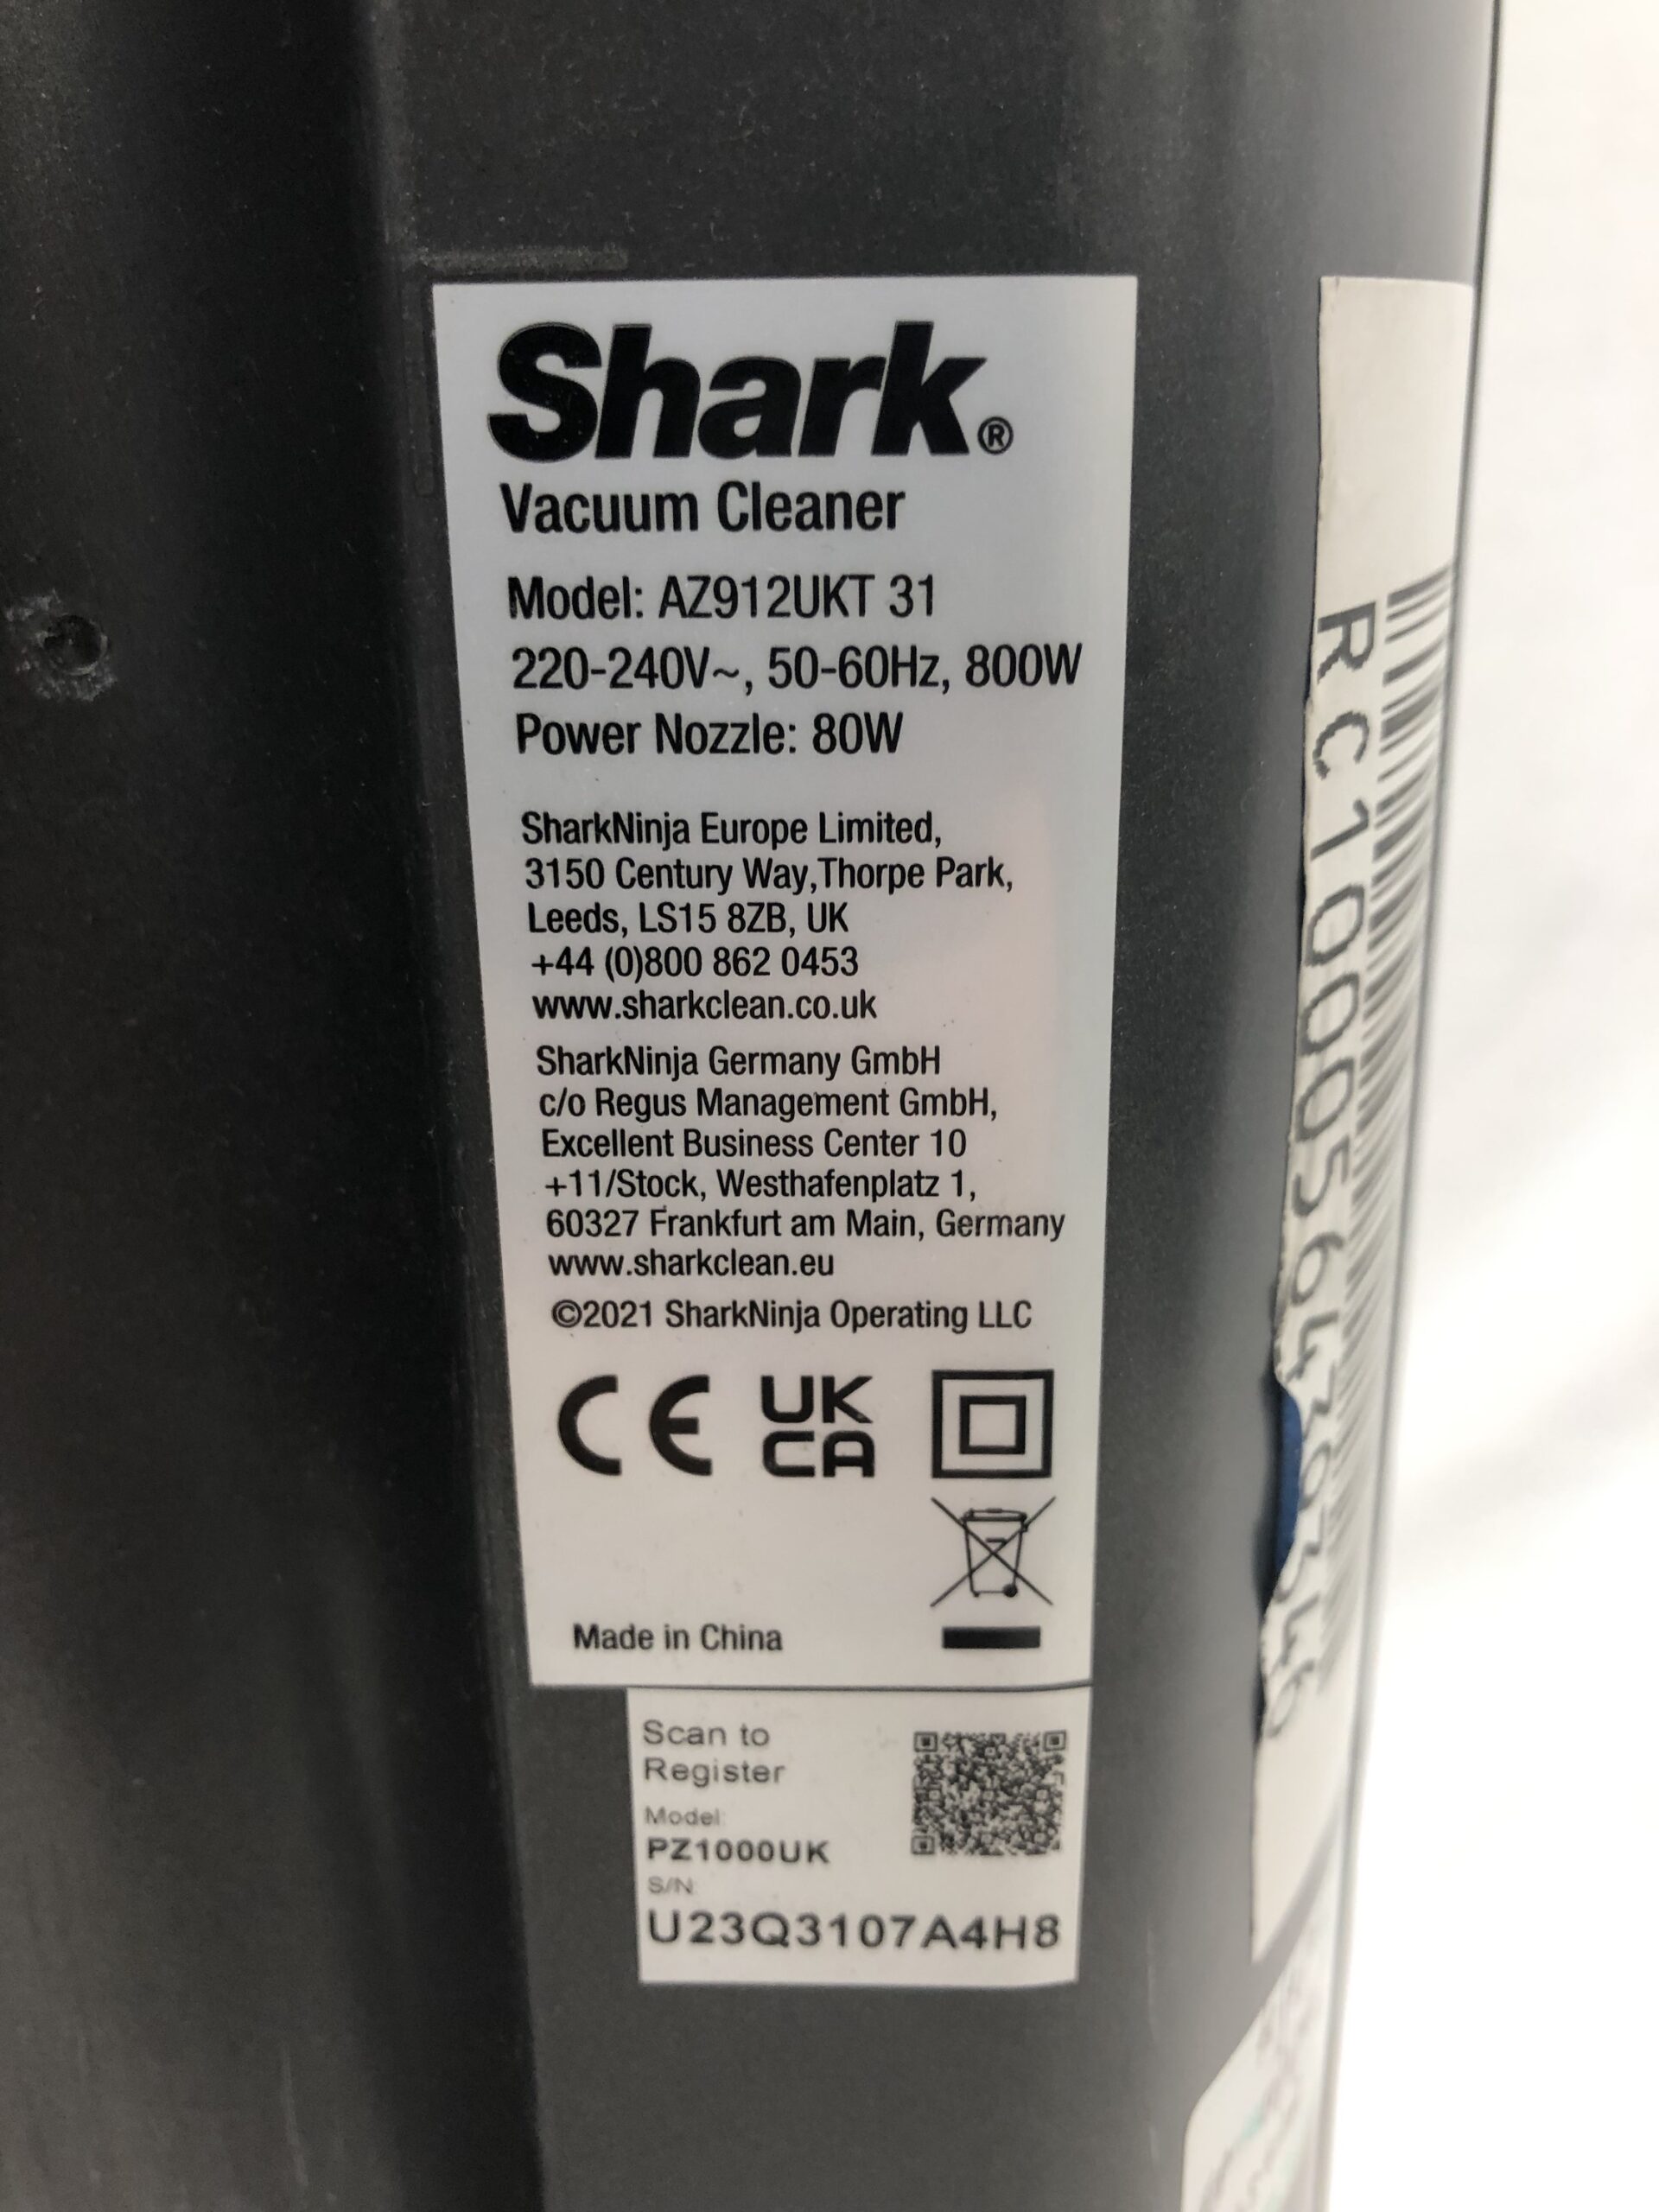 Shark®
Vacuum Cleaner
Model: AZ912UKT 31
220-240V~, 50-60Hz, 800W
Power Nozzle: 80W
SharkNinja Europe Limited,
3150 Century Way,Thorpe Park,
Leeds, LS15 8ZB, UK
+44 (0)800 862 0453
www.sharkclean.co.uk
SharkNinja Germany GmbH
c/o Regus Management GmbH,
Excellent Business Center 10
+11/Stock, Westhafenplatz 1,
60327 Frankfurt am Main, Germany
www.sharkclean.eu
©2021 SharkNinja Operating LLC
CE
UK
CA
Made in China
Scan to
Register
Model:
PZ1000UK
S/N:
U23Q3107A4H8